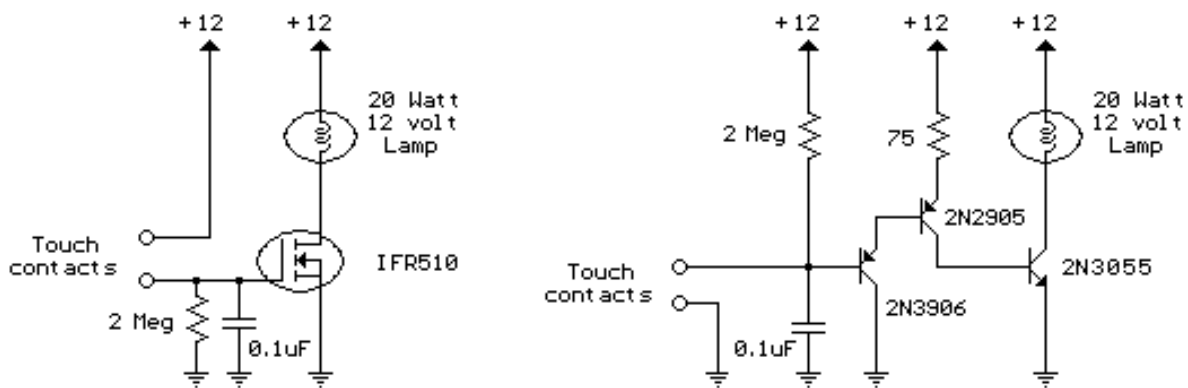 +12
+12
20 Watt
12 volt
Lamp
Touch
contacts
IFR510
2 Meg
0.1uF
+12
+12
+12
2 Meg
75
20 Watt
12 volt
Lamp
2N2905
Touch
contacts
2N3055
2N3906
0.1uF